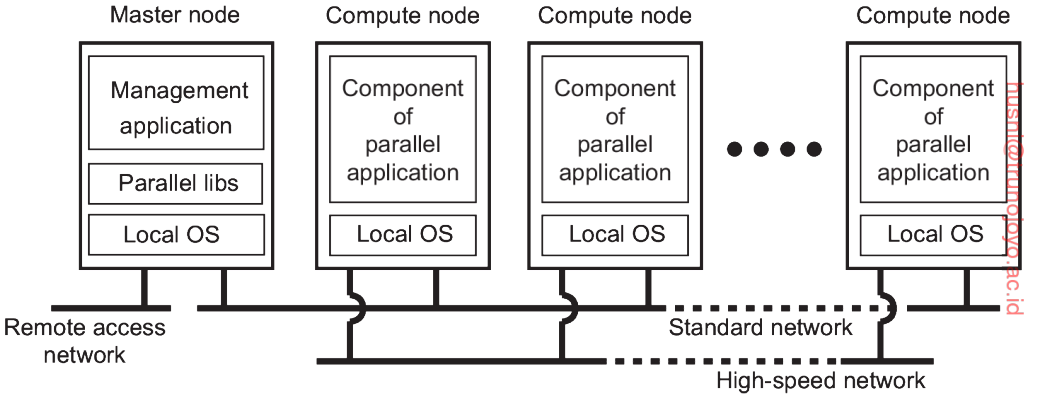 Master node
Compute node
Compute node
Compute node
Management
application
Parallel libs
Local OS
Component
of
parallel
application
Local OS
Component
of
parallel
application
Local OS
Component
of
parallel
application
Local OS
Remote access
network
Standard network
High-speed network
husni@trunojoyo.ac.id